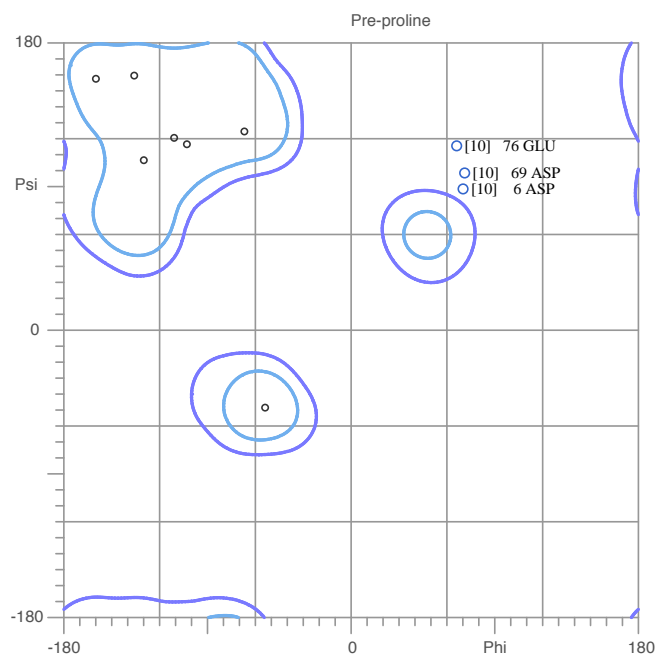 Pre-proline
180
[10] 76 GLU
[10] 69 ASP
Psi
[10] 6 ASP
0
-180
-180 0 Phi 180